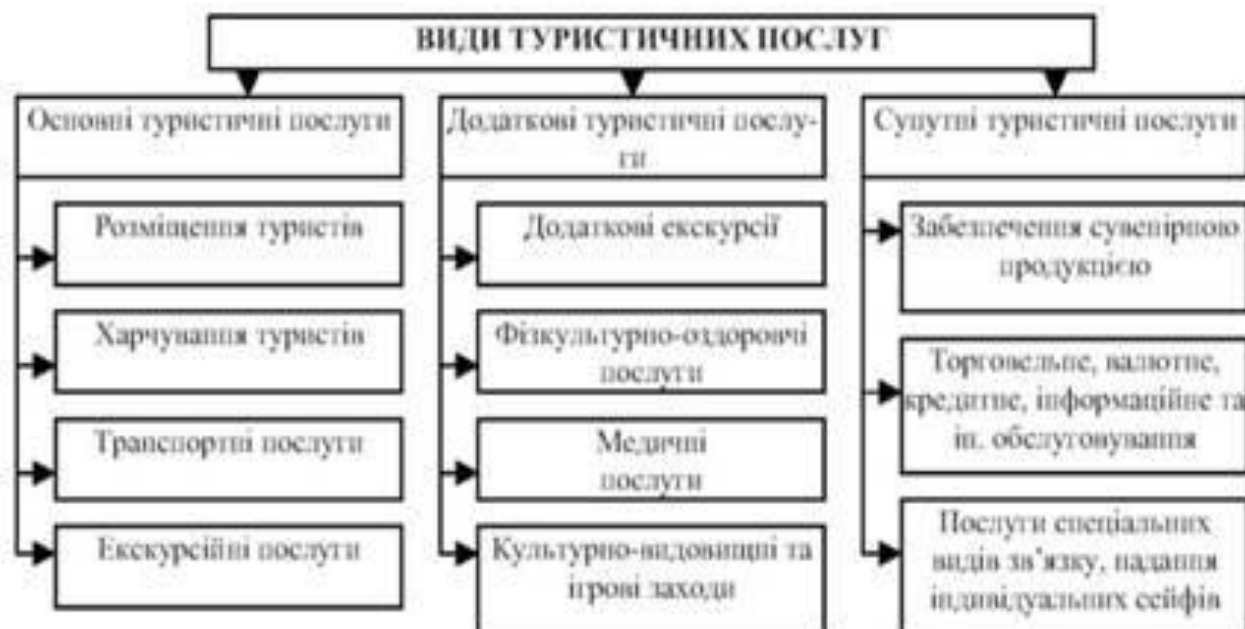 ВИДИ ТУРИСТИЧНИХ ПОСЛУГ
Основні туристичні послуги
Розміщення туристів
Харчування туристів
Транспортні послуги
Екскурсійні послуги
Додаткові туристичні послу-
ги
Додаткові екскурсії
Фізкультурно-оздоровчі
послуги
Медичні
послуги
Культурно-видовищні та
ігрові заходи
Супутні туристичні послуги
Забезпечення сувенірною
продукцією
Торговельне, валютне,
кредитне, інформаційне та
ін. обслуговування
Послуги спеціальних
видів зв’язку, надання
індивідуальних сейфів